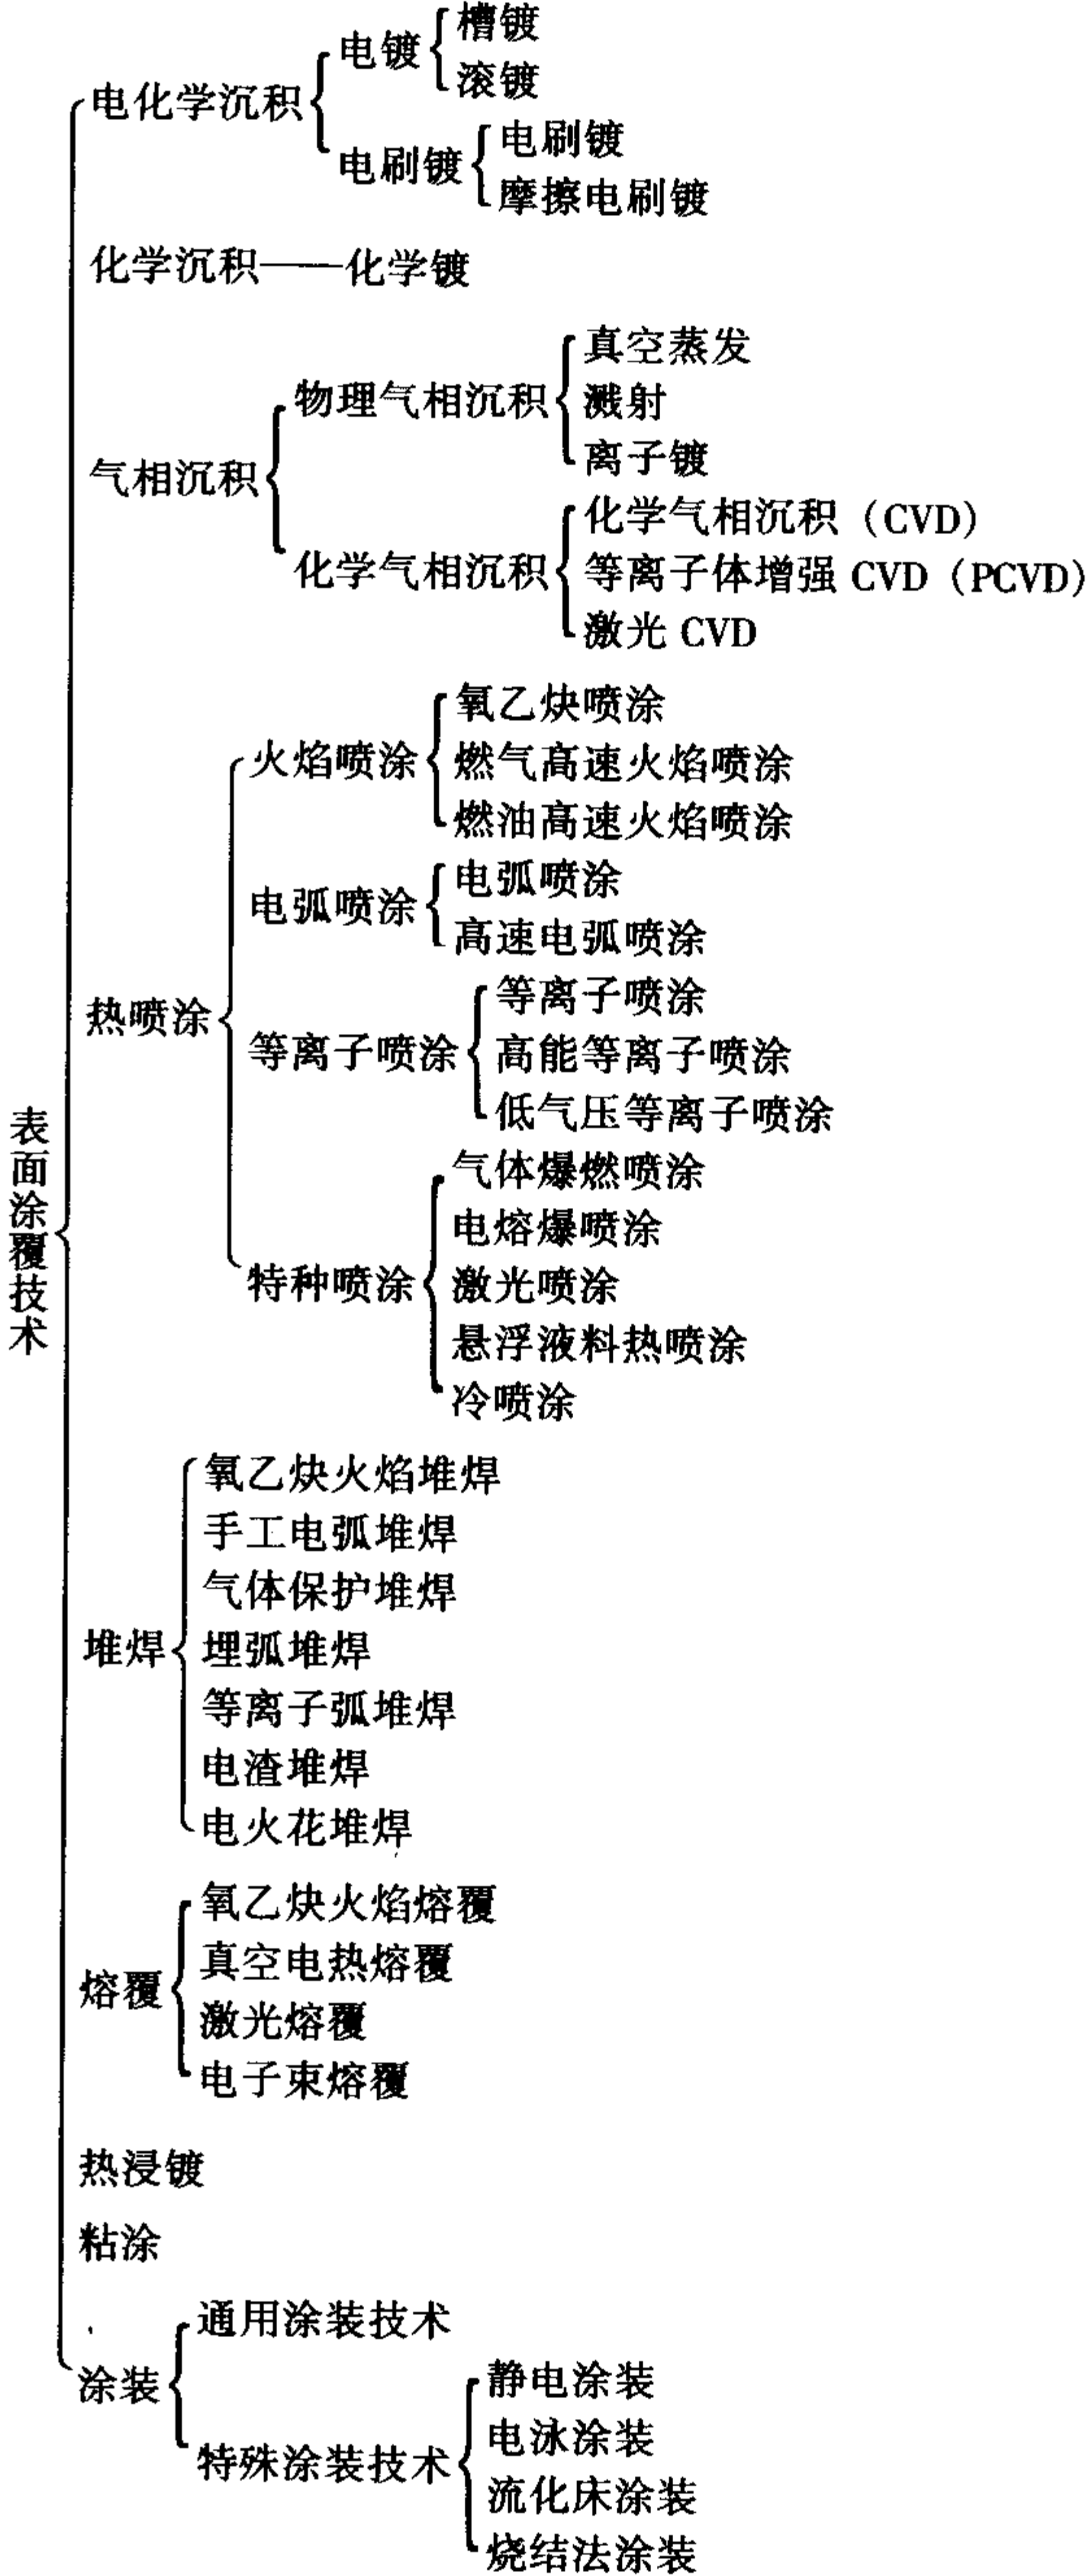 表面涂覆技术
电化学沉积
电镀
槽镀
滚镀
电刷镀
电刷镀
摩擦电刷镀
化学沉积——化学镀
气相沉积
物理气相沉积
真空蒸发
溅射
离子镀
化学气相沉积
化学气相沉积（CVD）
等离子体增强 CVD（PCVD）
激光 CVD
热喷涂
火焰喷涂
氧乙炔喷涂
燃气高速火焰喷涂
燃油高速火焰喷涂
电弧喷涂
电弧喷涂
高速电弧喷涂
等离子喷涂
等离子喷涂
高能等离子喷涂
低气压等离子喷涂
特种喷涂
气体爆燃喷涂
电熔爆喷涂
激光喷涂
悬浮液料热喷涂
冷喷涂
堆焊
氧乙炔火焰堆焊
手工电弧堆焊
气体保护堆焊
埋弧堆焊
等离子弧堆焊
电渣堆焊
电火花堆焊
熔覆
氧乙炔火焰熔覆
真空电热熔覆
激光熔覆
电子束熔覆
热浸镀
粘涂
涂装
通用涂装技术
特殊涂装技术
静电涂装
电泳涂装
流化床涂装
烧结法涂装